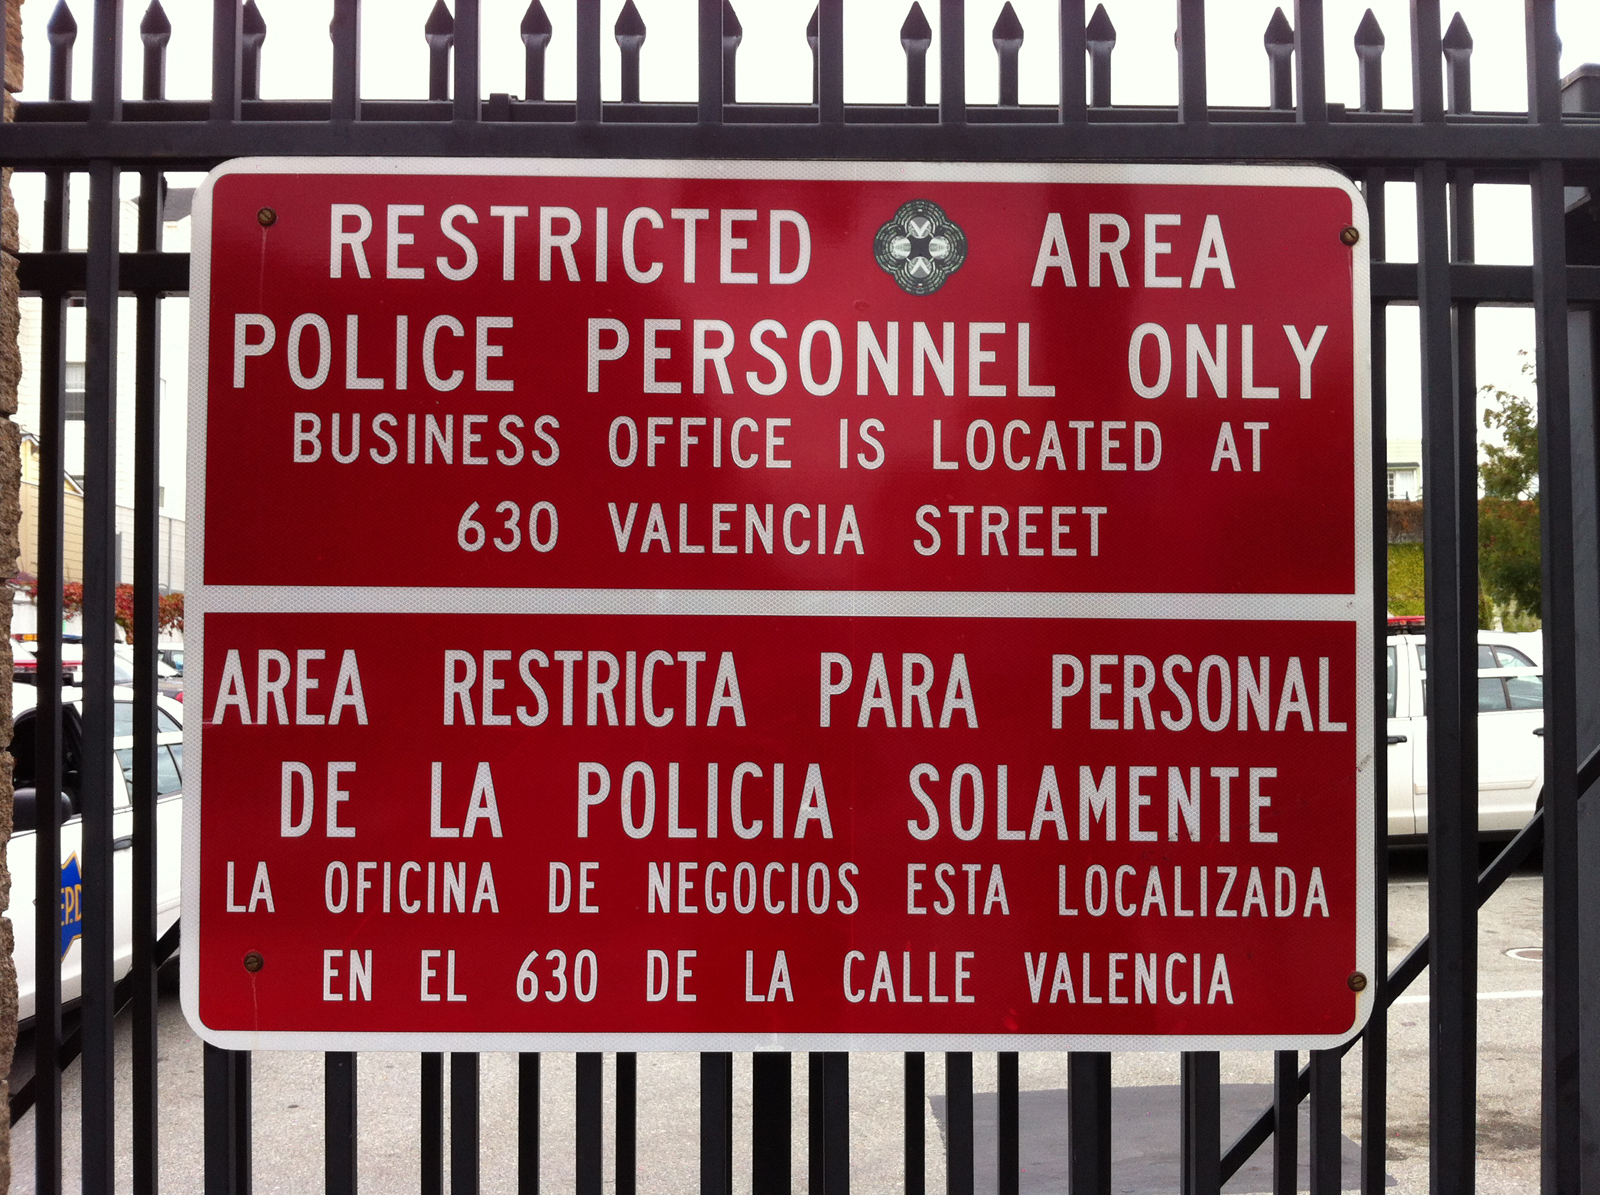 RESTRICTED AREA
POLICE PERSONNEL ONLY
BUSINESS OFFICE IS LOCATED AT
630 VALENCIA STREET
AREA RESTRICTA PARA PERSONAL
DE LA POLICIA SOLAMENTE
LA OFICINA DE NEGOCIOS ESTA LOCALIZADA
EN EL 630 DE LA CALLE VALENCIA